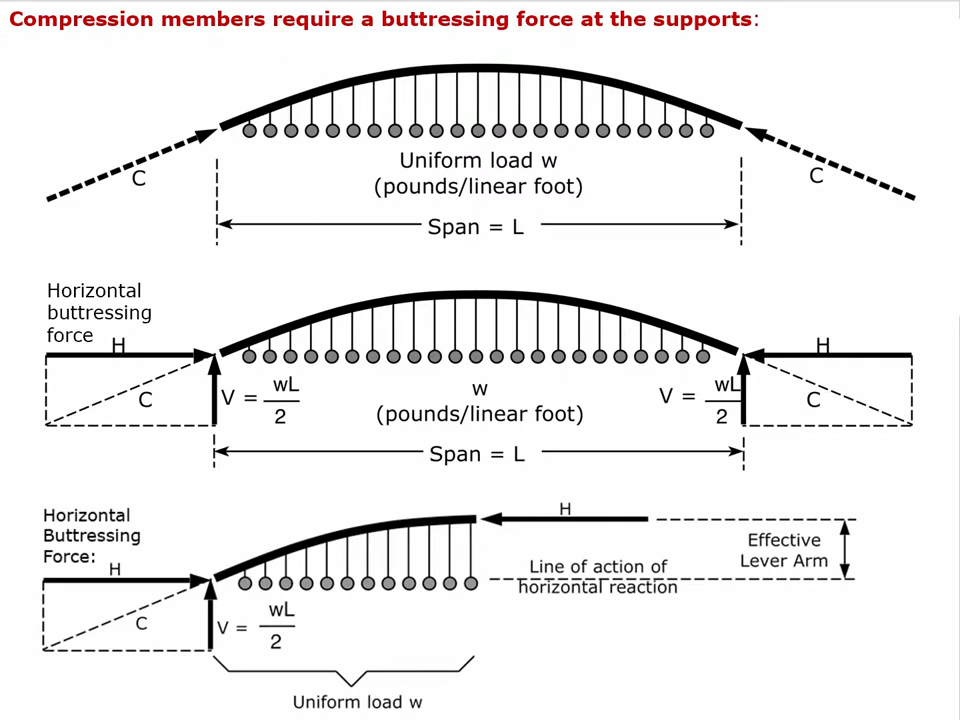 Compression members require a buttressing force at the supports:
C
Uniform load w
(pounds/linear foot)
C
Span = L
Horizontal
buttressing
force
H
H
C
V = wL
2
w
(pounds/linear foot)
V = wL
2
C
Span = L
Horizontal
Buttressing
Force:
H
H
Effective
Lever Arm
Line of action of
horizontal reaction
C
V = wL
2
Uniform load w